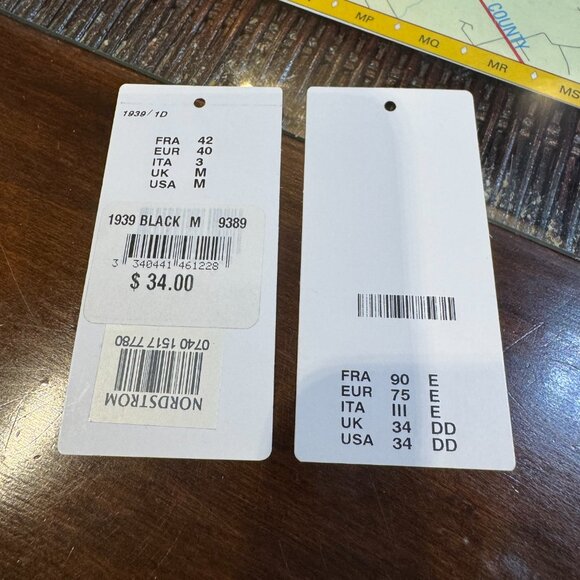 COUNTY
MP
MQ
MR
MS
1939/1D
FRA 42
EUR 40
ITA 3
UK M
USA M
1939 BLACK M 9389
3 340441 461228
$ 34.00
0740 1517 7780
NORDSTROM
FRA 90 E
EUR 75 E
ITA III E
UK 34 DD
USA 34 DD